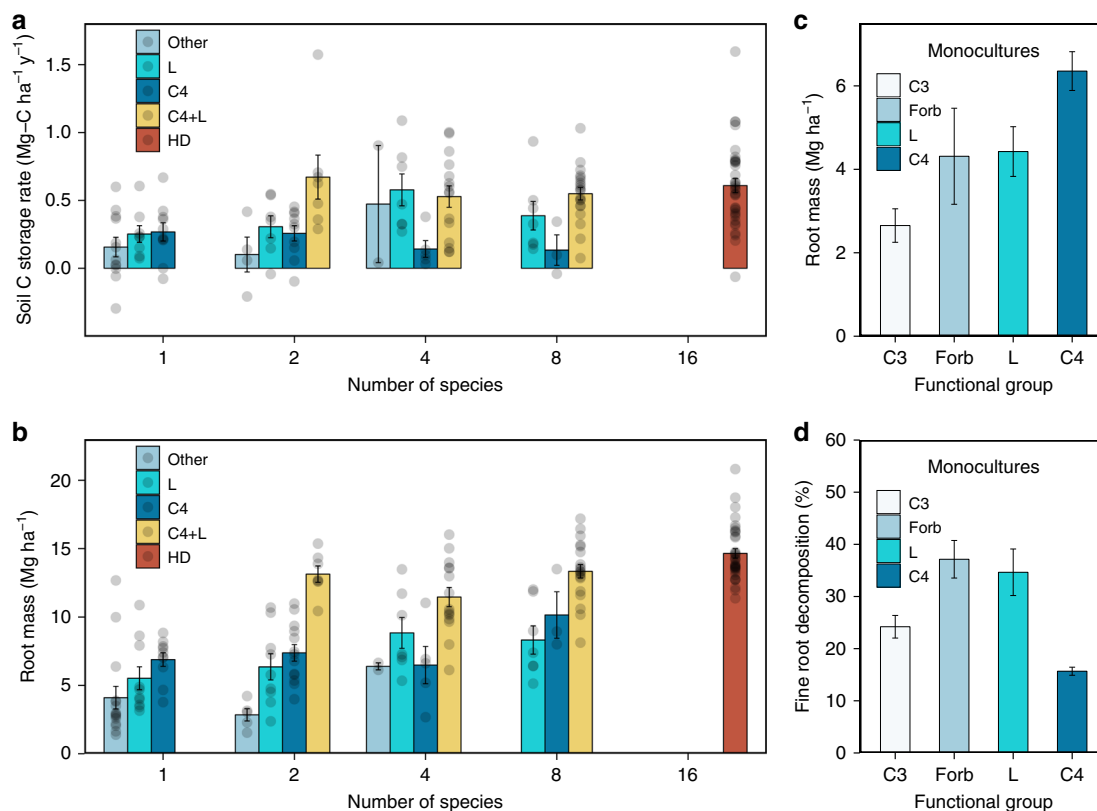 a
Soil C storage rate (Mg–C ha⁻¹ y⁻¹)
1.5
1.0
0.5
0.0
Other
L
C4
C4+L
HD
1 2 4 8 16
Number of species
b
Root mass (Mg ha⁻¹)
20
15
10
5
0
Other
L
C4
C4+L
HD
1 2 4 8 16
Number of species
c
Root mass (Mg ha⁻¹)
6
4
2
0
Monocultures
C3
Forb
L
C4
C3 Forb L C4
Functional group
d
Fine root decomposition (%)
60
50
40
30
20
10
0
Monocultures
C3
Forb
L
C4
C3 Forb L C4
Functional group